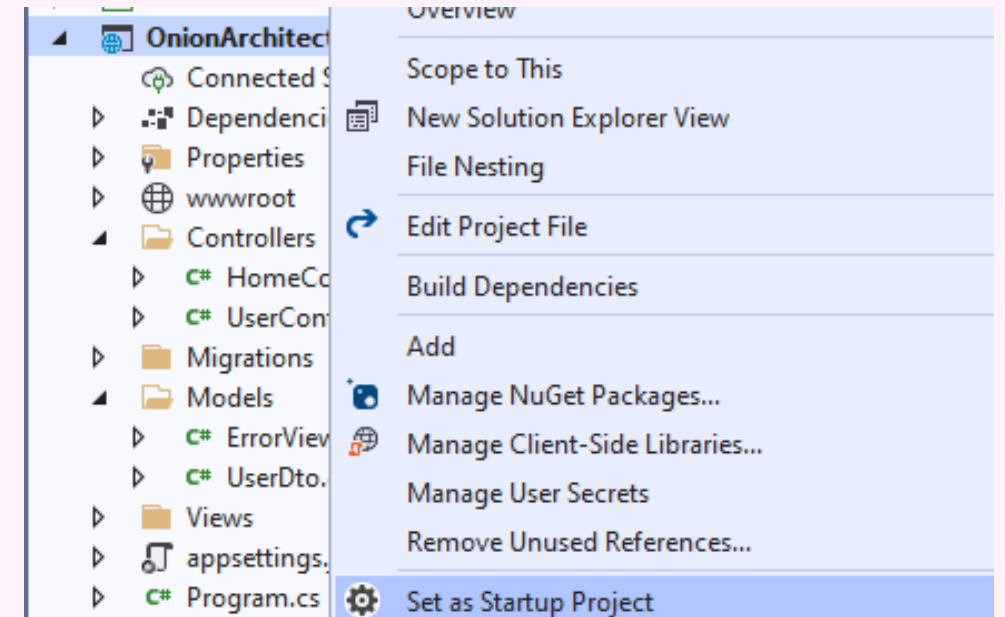 OnionArchitect
Connected S
Dependenci
Properties
wwwroot
Controllers
C# HomeCo
C# UserCont
Migrations
Models
C# ErrorView
C# UserDto.
Views
appsettings.
C# Program.cs
Overview
Scope to This
New Solution Explorer View
File Nesting
Edit Project File
Build Dependencies
Add
Manage NuGet Packages...
Manage Client-Side Libraries...
Manage User Secrets
Remove Unused References...
Set as Startup Project